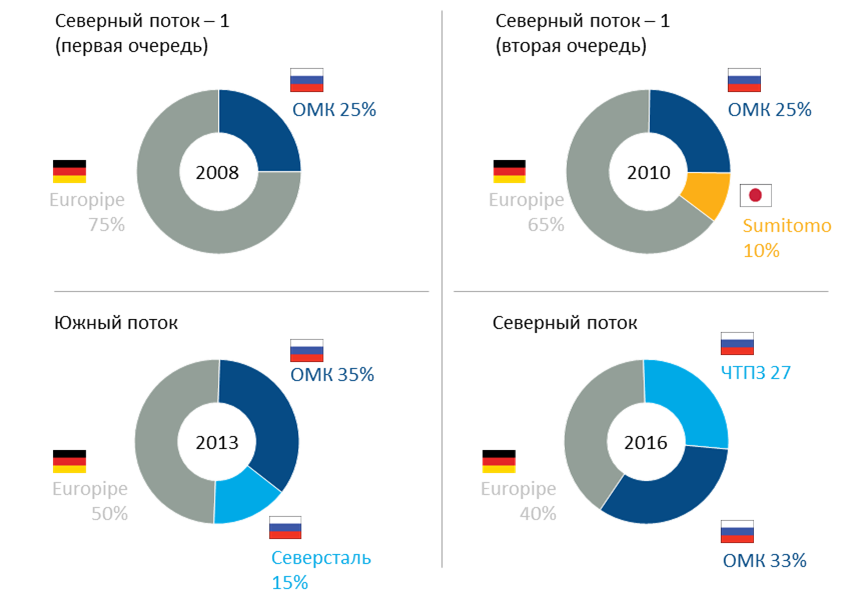 Северный поток – 1
(первая очередь)
ОМК 25%
2008
Europipe
75%
Северный поток – 1
(вторая очередь)
ОМК 25%
2010
Europipe
65%
Sumitomo
10%
Южный поток
ОМК 35%
2013
Europipe
50%
Северсталь
15%
Северный поток
ЧТПЗ 27
2016
Europipe
40%
ОМК 33%